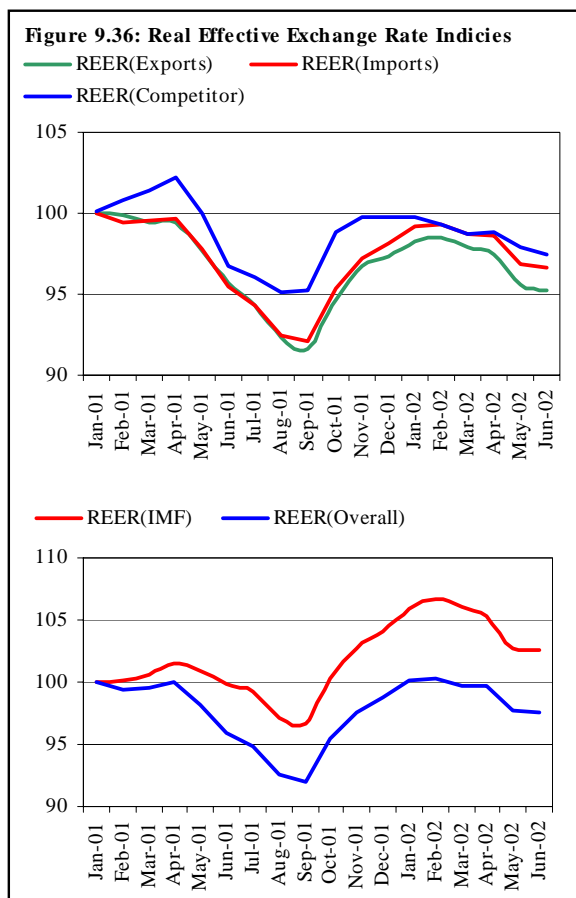 Figure 9.36: Real Effective Exchange Rate Indicies
REER(Exports) REER(Imports)
REER(Competitor)
105
100
95
90
Jan-01 Feb-01 Mar-01 Apr-01 May-01 Jun-01 Jul-01 Aug-01 Sep-01 Oct-01 Nov-01 Dec-01 Jan-02 Feb-02 Mar-02 Apr-02 May-02 Jun-02
REER(IMF) REER(Overall)
110
105
100
95
90
Jan-01 Feb-01 Mar-01 Apr-01 May-01 Jun-01 Jul-01 Aug-01 Sep-01 Oct-01 Nov-01 Dec-01 Jan-02 Feb-02 Mar-02 Apr-02 May-02 Jun-02